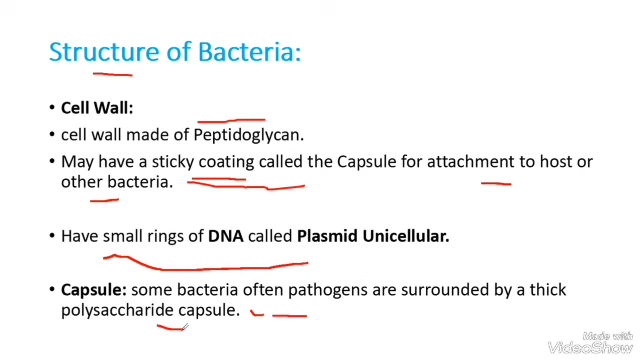 Structure of Bacteria:
• Cell Wall:
• cell wall made of Peptidoglycan.
• May have a sticky coating called the Capsule for attachment to host or
other bacteria.
• Have small rings of DNA called Plasmid Unicellular.
• Capsule: some bacteria often pathogens are surrounded by a thick
polysaccharide capsule.
Made with
VideoShow